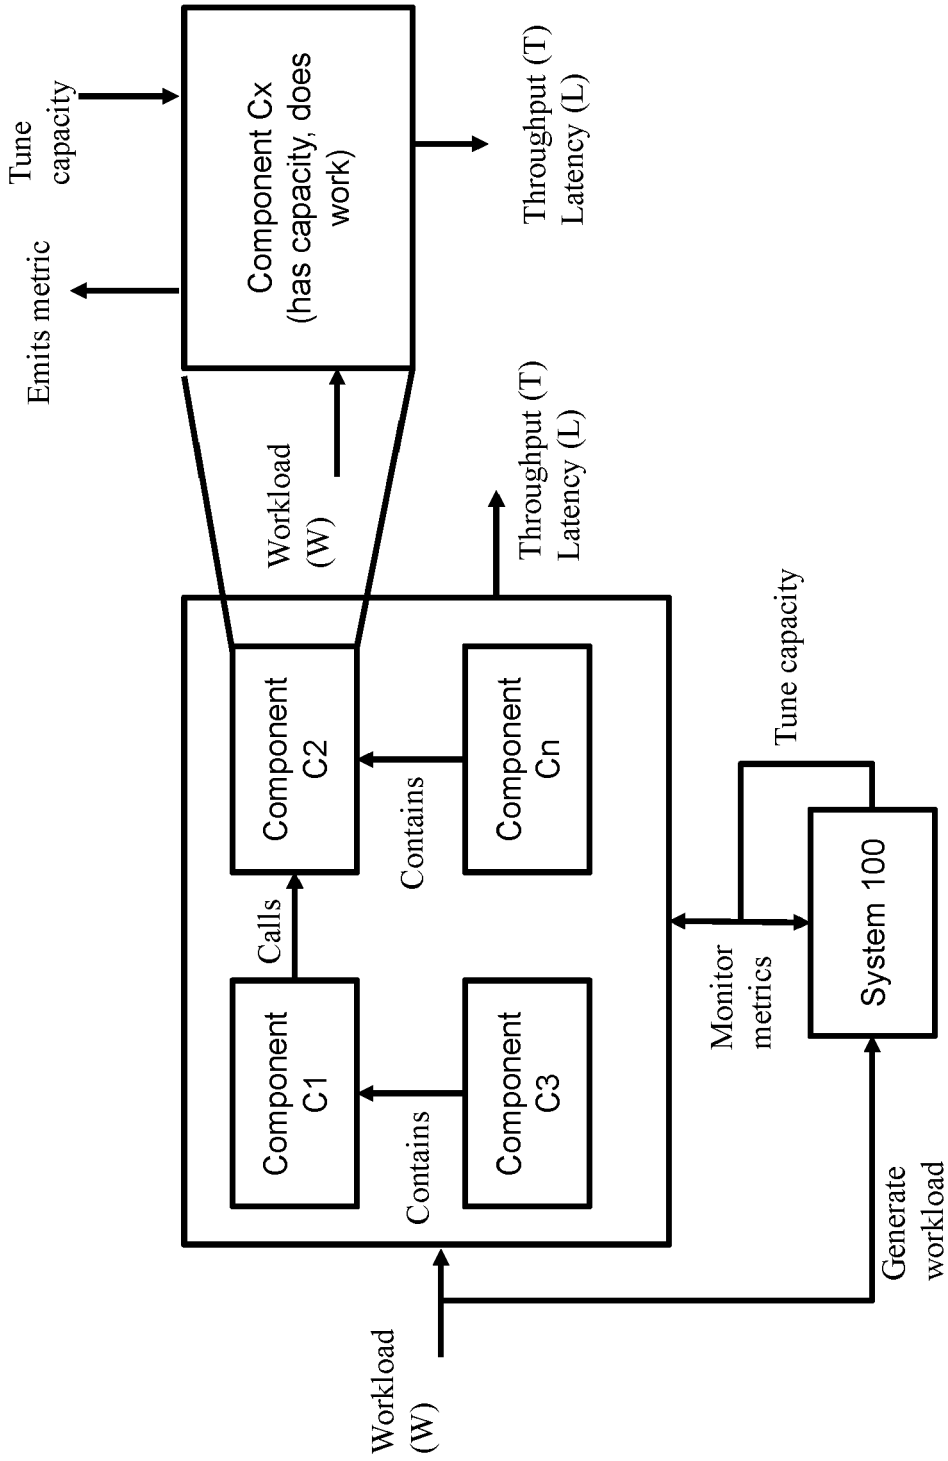 Tune
capacity
Emits metric
Component Cx
(has capacity, does
work)
Workload
(W)
Throughput (T)
Latency (L)
Component
C1
Calls
Component
C2
Contains
Contains
Component
C3
Component
Cn
Throughput (T)
Latency (L)
Workload
(W)
Monitor
metrics
Tune capacity
System 100
Generate
workload